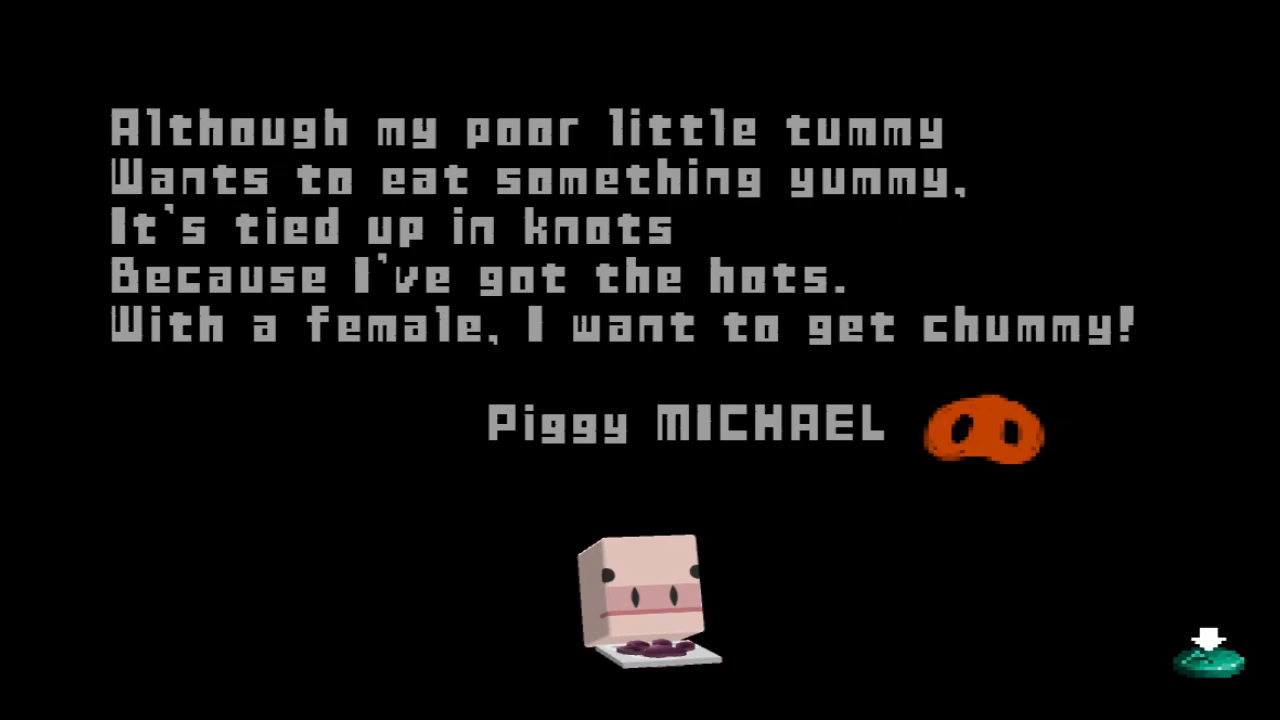 Although my poor little tummy
Wants to eat something yummy,
It's tied up in knots
Because I've got the hots.
With a female, I want to get chummy!
Piggy MICHAEL